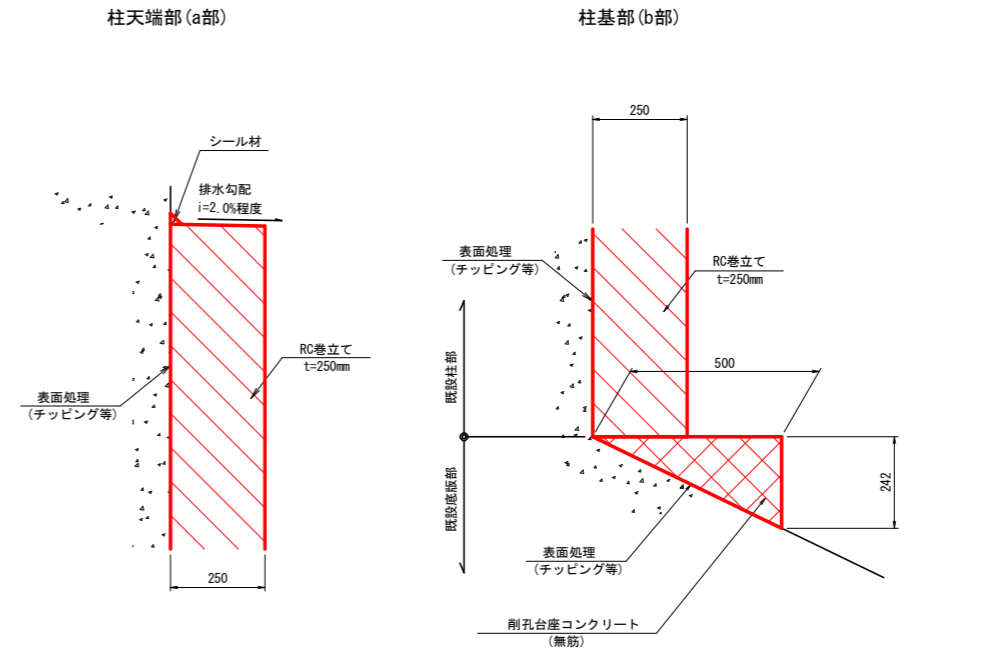 柱天端部(a部)
シール材
排水勾配
i=2.0%程度
RC巻立て
t=250mm
表面処理
(チッピング等)
250
柱基部(b部)
250
表面処理
(チッピング等)
RC巻立て
t=250mm
500
既設柱部
既設底版部
242
表面処理
(チッピング等)
削孔台座コンクリート
(無筋)